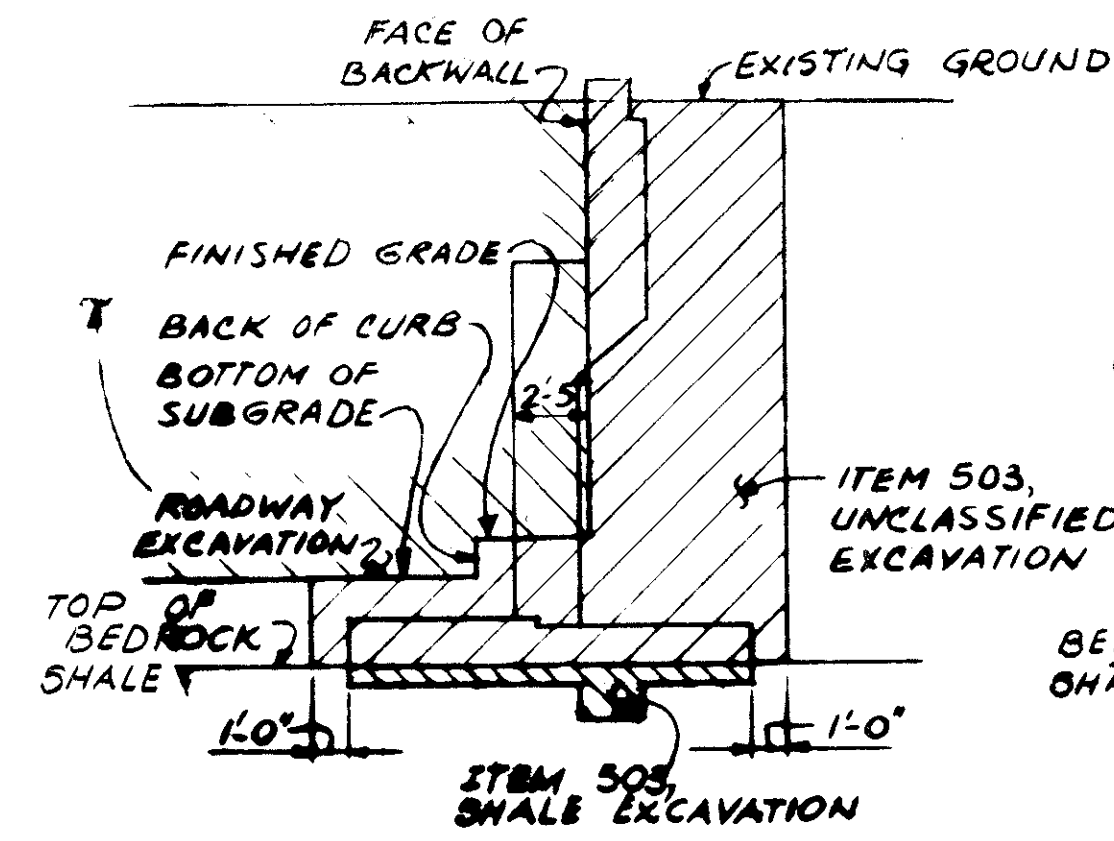 FACE OF
BACKWALL
EXISTING GROUND
FINISHED GRADE
BACK OF CURB
BOTTOM OF
SUBGRADE
2'-5
ROADWAY
EXCAVATION
ITEM 503,
UNCLASSIFIED
EXCAVATION
TOP OF
BEDROCK
SHALE
1'-0"
1'-0"
ITEM 503,
SHALE EXCAVATION